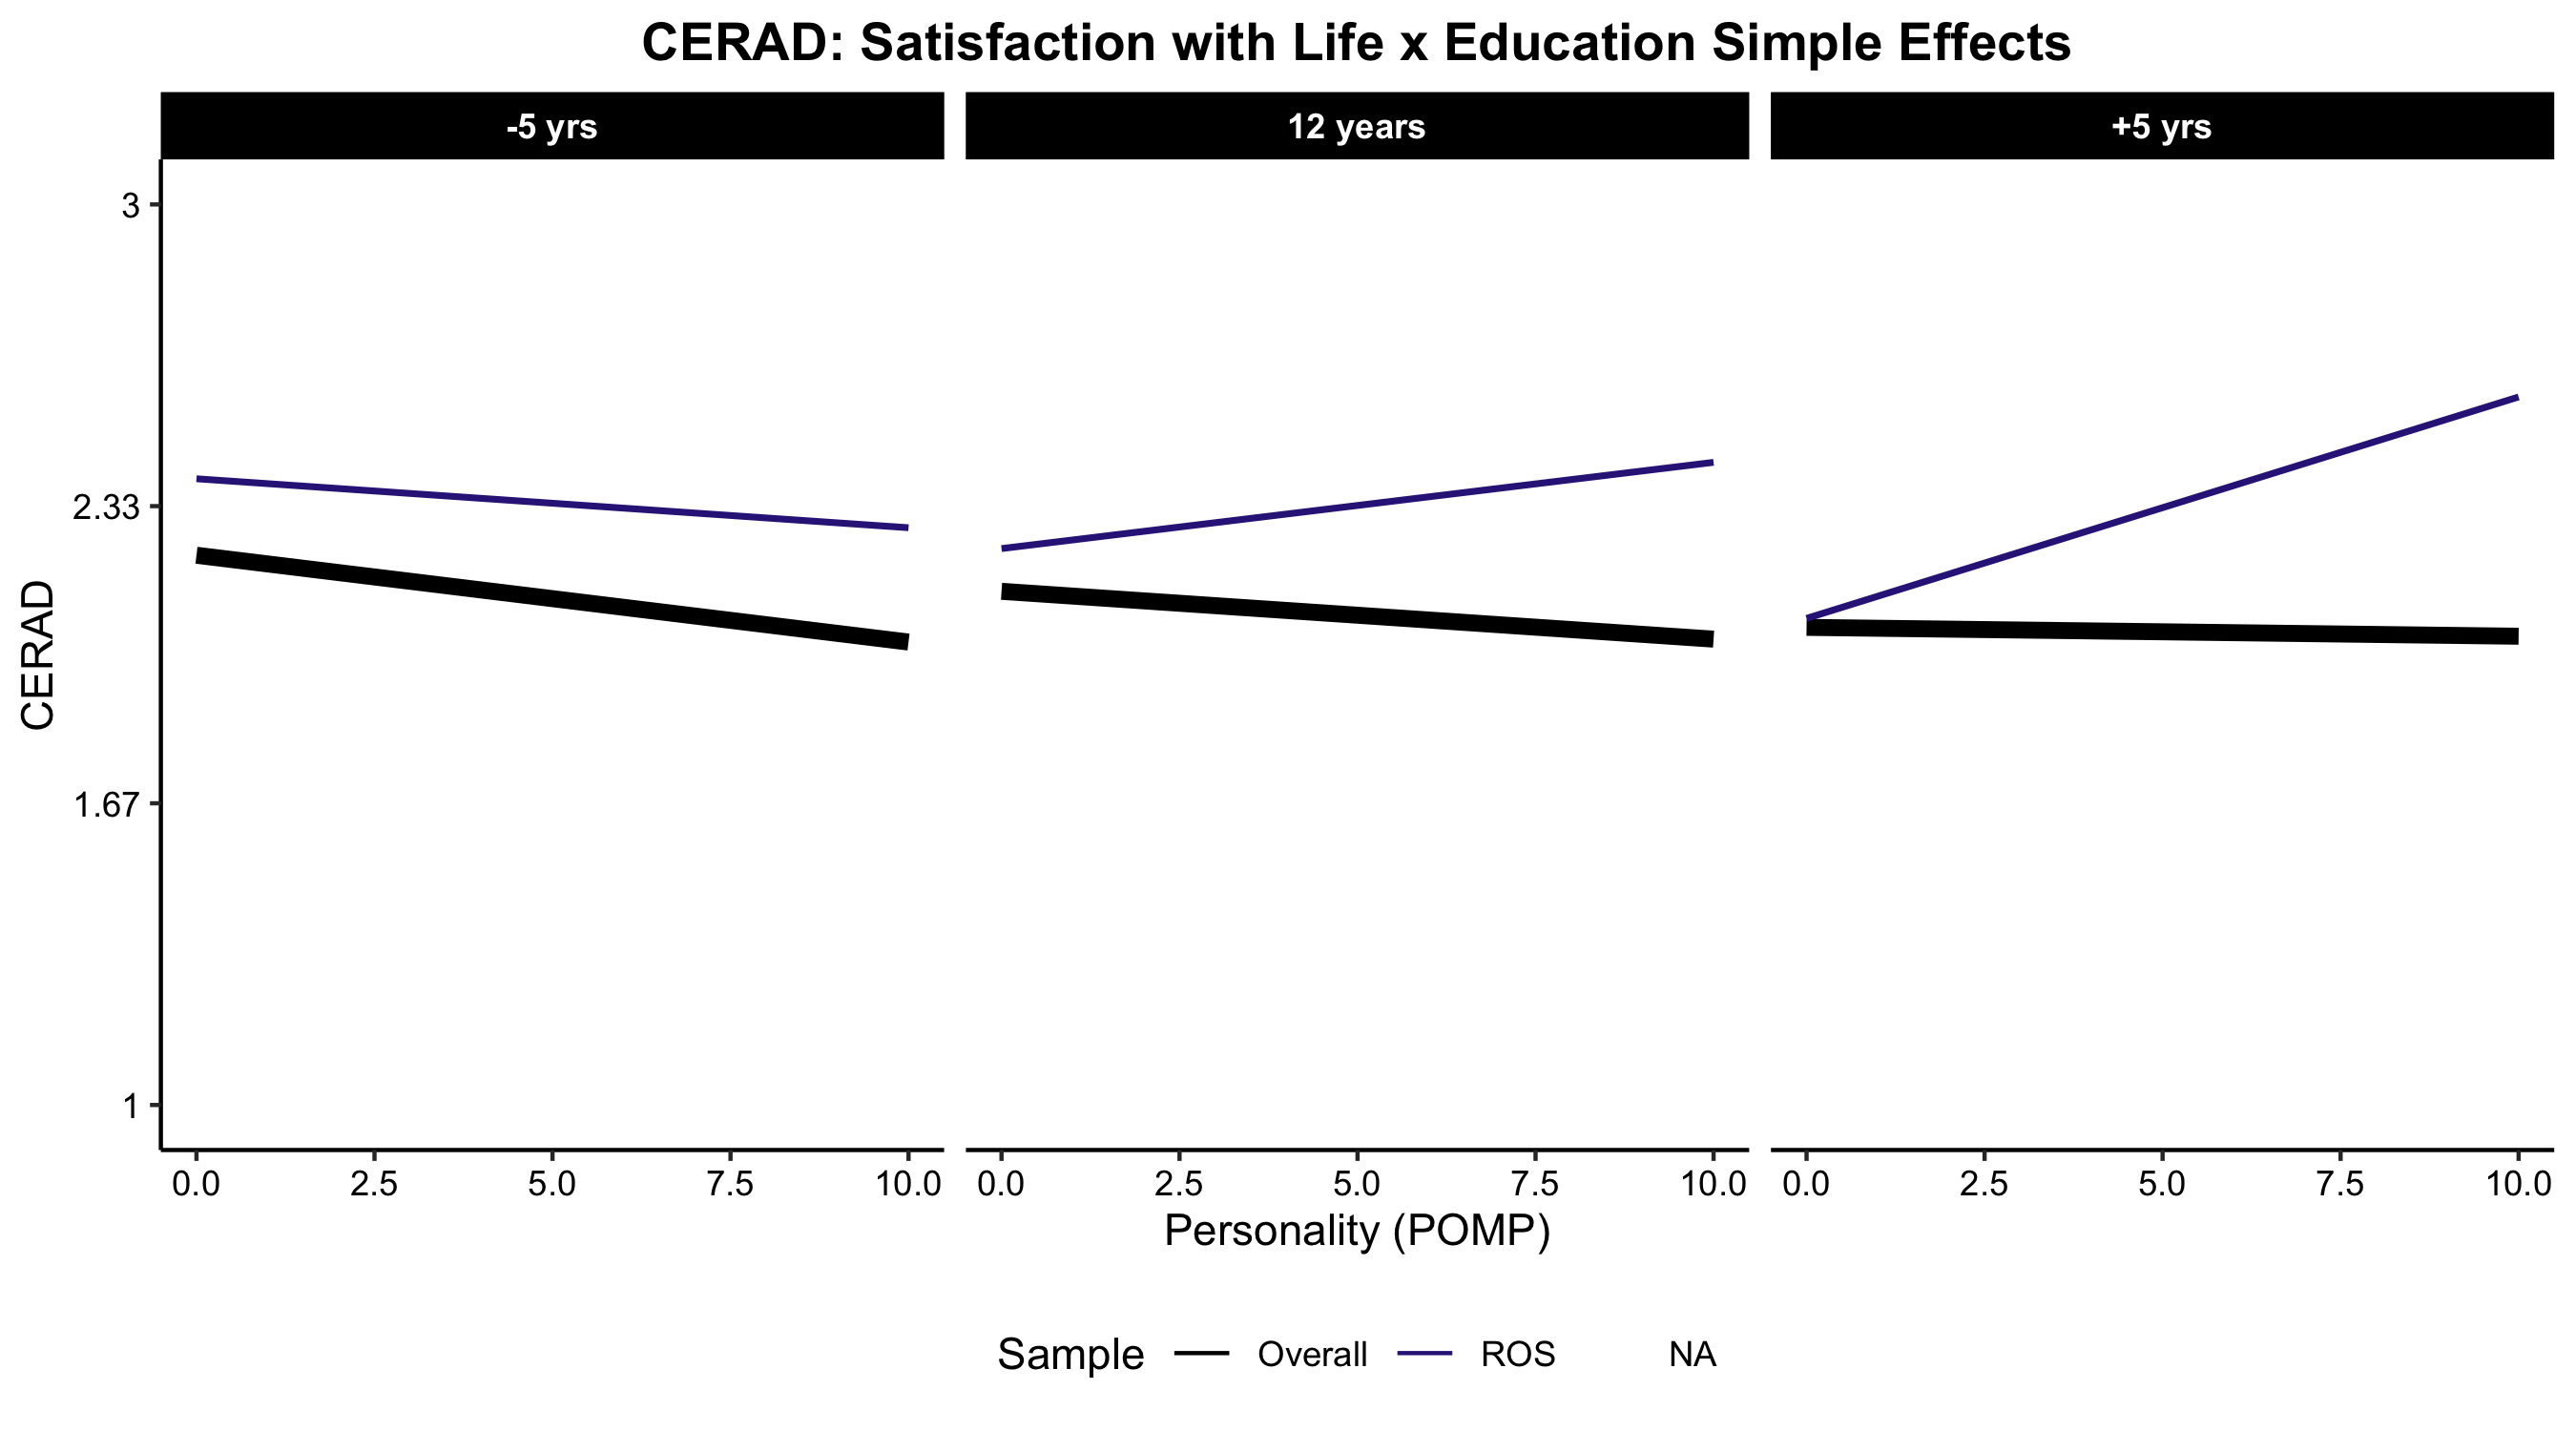 CERAD: Satisfaction with Life x Education Simple Effects
-5 yrs
12 years
+5 yrs
3
2.33
1.67
1
CERAD
0.0 2.5 5.0 7.5 10.0
0.0 2.5 5.0 7.5 10.0
0.0 2.5 5.0 7.5 10.0
Personality (POMP)
Sample Overall ROS NA